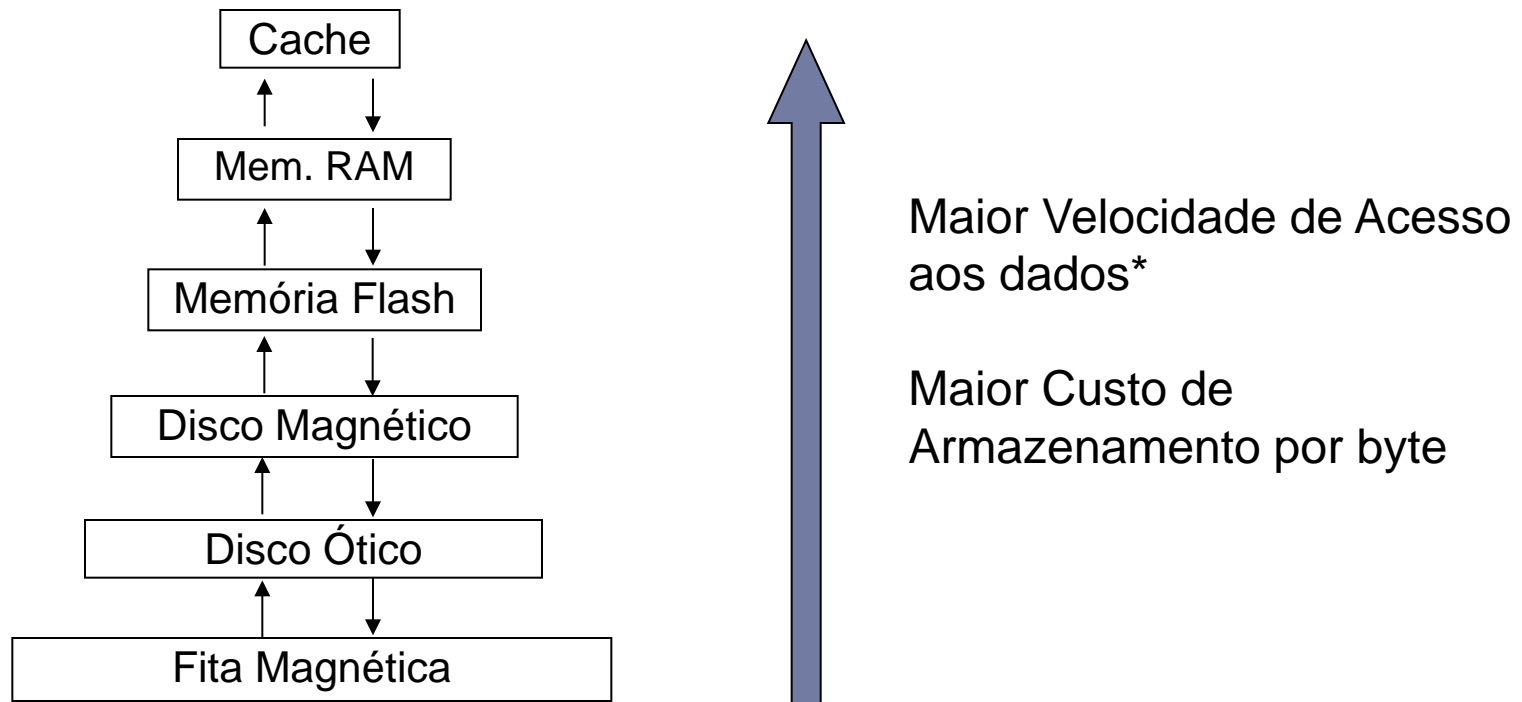 Cache
Mem. RAM
Memória Flash
Disco Magnético
Disco Ótico
Fita Magnética
Maior Velocidade de Acesso
aos dados*
Maior Custo de
Armazenamento por byte